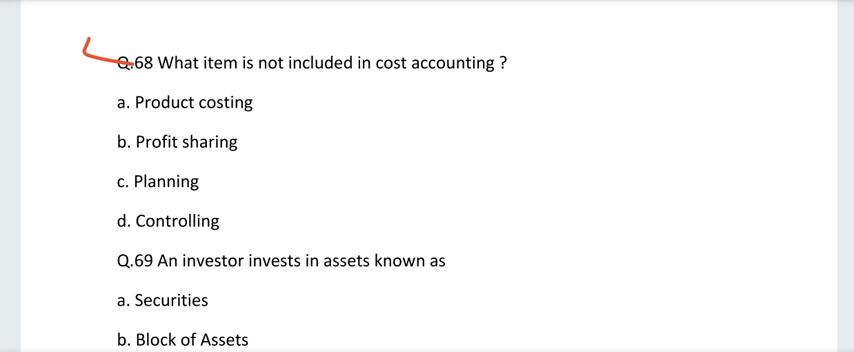 Q.68 What item is not included in cost accounting ?
a. Product costing
b. Profit sharing
c. Planning
d. Controlling
Q.69 An investor invests in assets known as
a. Securities
b. Block of Assets